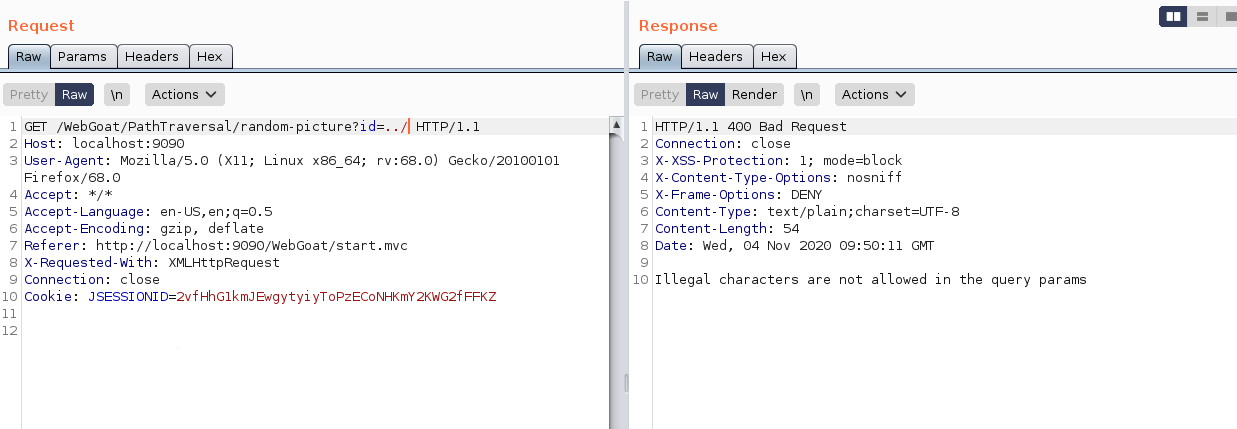 Request
Raw Params Headers Hex
Pretty Raw \n Actions
1 GET /WebGoat/PathTraversal/random-picture?id=../ HTTP/1.1
2 Host: localhost:9090
3 User-Agent: Mozilla/5.0 (X11; Linux x86_64; rv:68.0) Gecko/20100101
Firefox/68.0
4 Accept: */*
5 Accept-Language: en-US,en;q=0.5
6 Accept-Encoding: gzip, deflate
7 Referer: http://localhost:9090/WebGoat/start.mvc
8 X-Requested-With: XMLHttpRequest
9 Connection: close
10 Cookie: JSESSIONID=2vfHhG1kmJEwgytyiyToPzECoNHKmY2KWG2fFFKZ
11
12
Response
Raw Headers Hex
Pretty Raw Render \n Actions
1 HTTP/1.1 400 Bad Request
2 Connection: close
3 X-XSS-Protection: 1; mode=block
4 X-Content-Type-Options: nosniff
5 X-Frame-Options: DENY
6 Content-Type: text/plain;charset=UTF-8
7 Content-Length: 54
8 Date: Wed, 04 Nov 2020 09:50:11 GMT
9
10 Illegal characters are not allowed in the query params